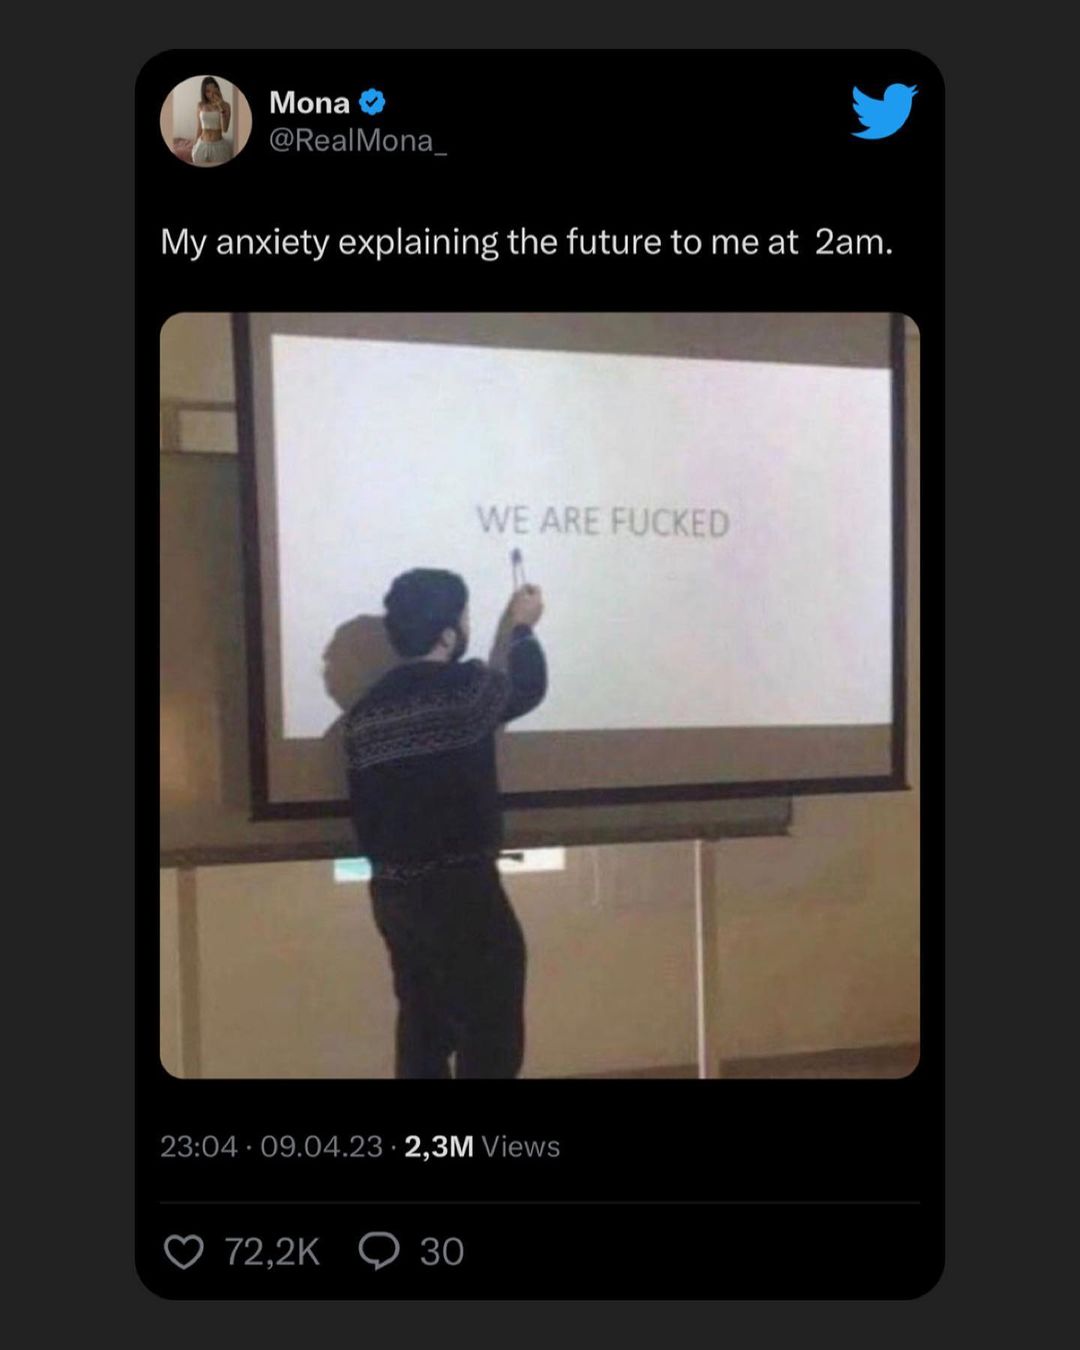 Mona
@RealMona_
My anxiety explaining the future to me at 2am.
WE ARE FUCKED
23:04 · 09.04.23 · 2,3M Views
72,2K 30